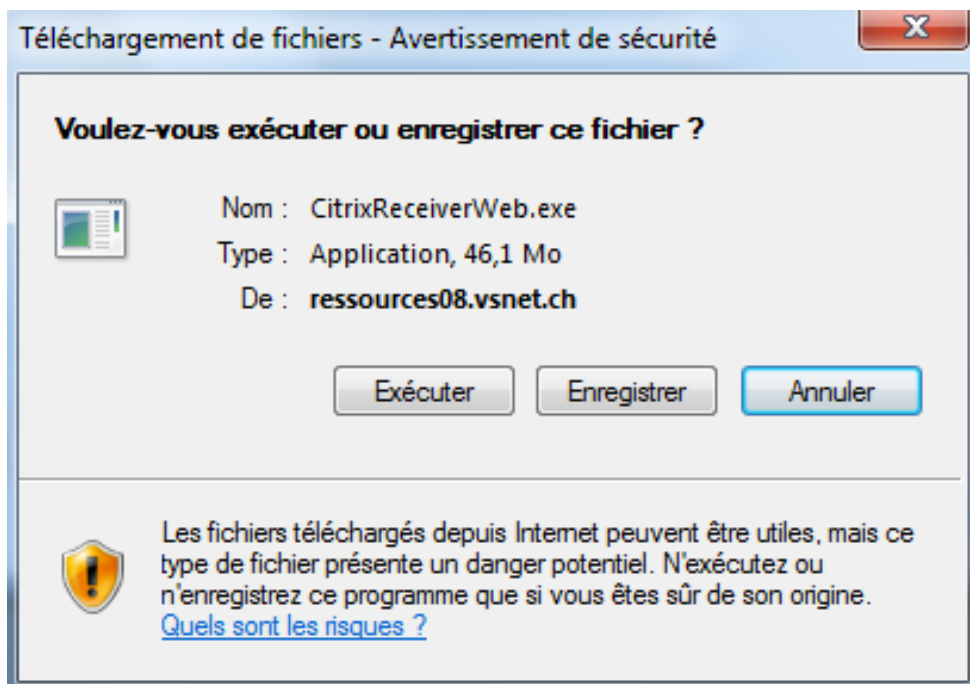 Téléchargement de fichiers - Avertissement de sécurité
Voulez-vous exécuter ou enregistrer ce fichier ?
Nom : CitrixReceiverWeb.exe
Type : Application, 46,1 Mo
De : ressources08.vsnet.ch
Exécuter Enregistrer Annuler
Les fichiers téléchargés depuis Internet peuvent être utiles, mais ce
type de fichier présente un danger potentiel. N'exécutez ou
n'enregistrez ce programme que si vous êtes sûr de son origine.
Quels sont les risques ?